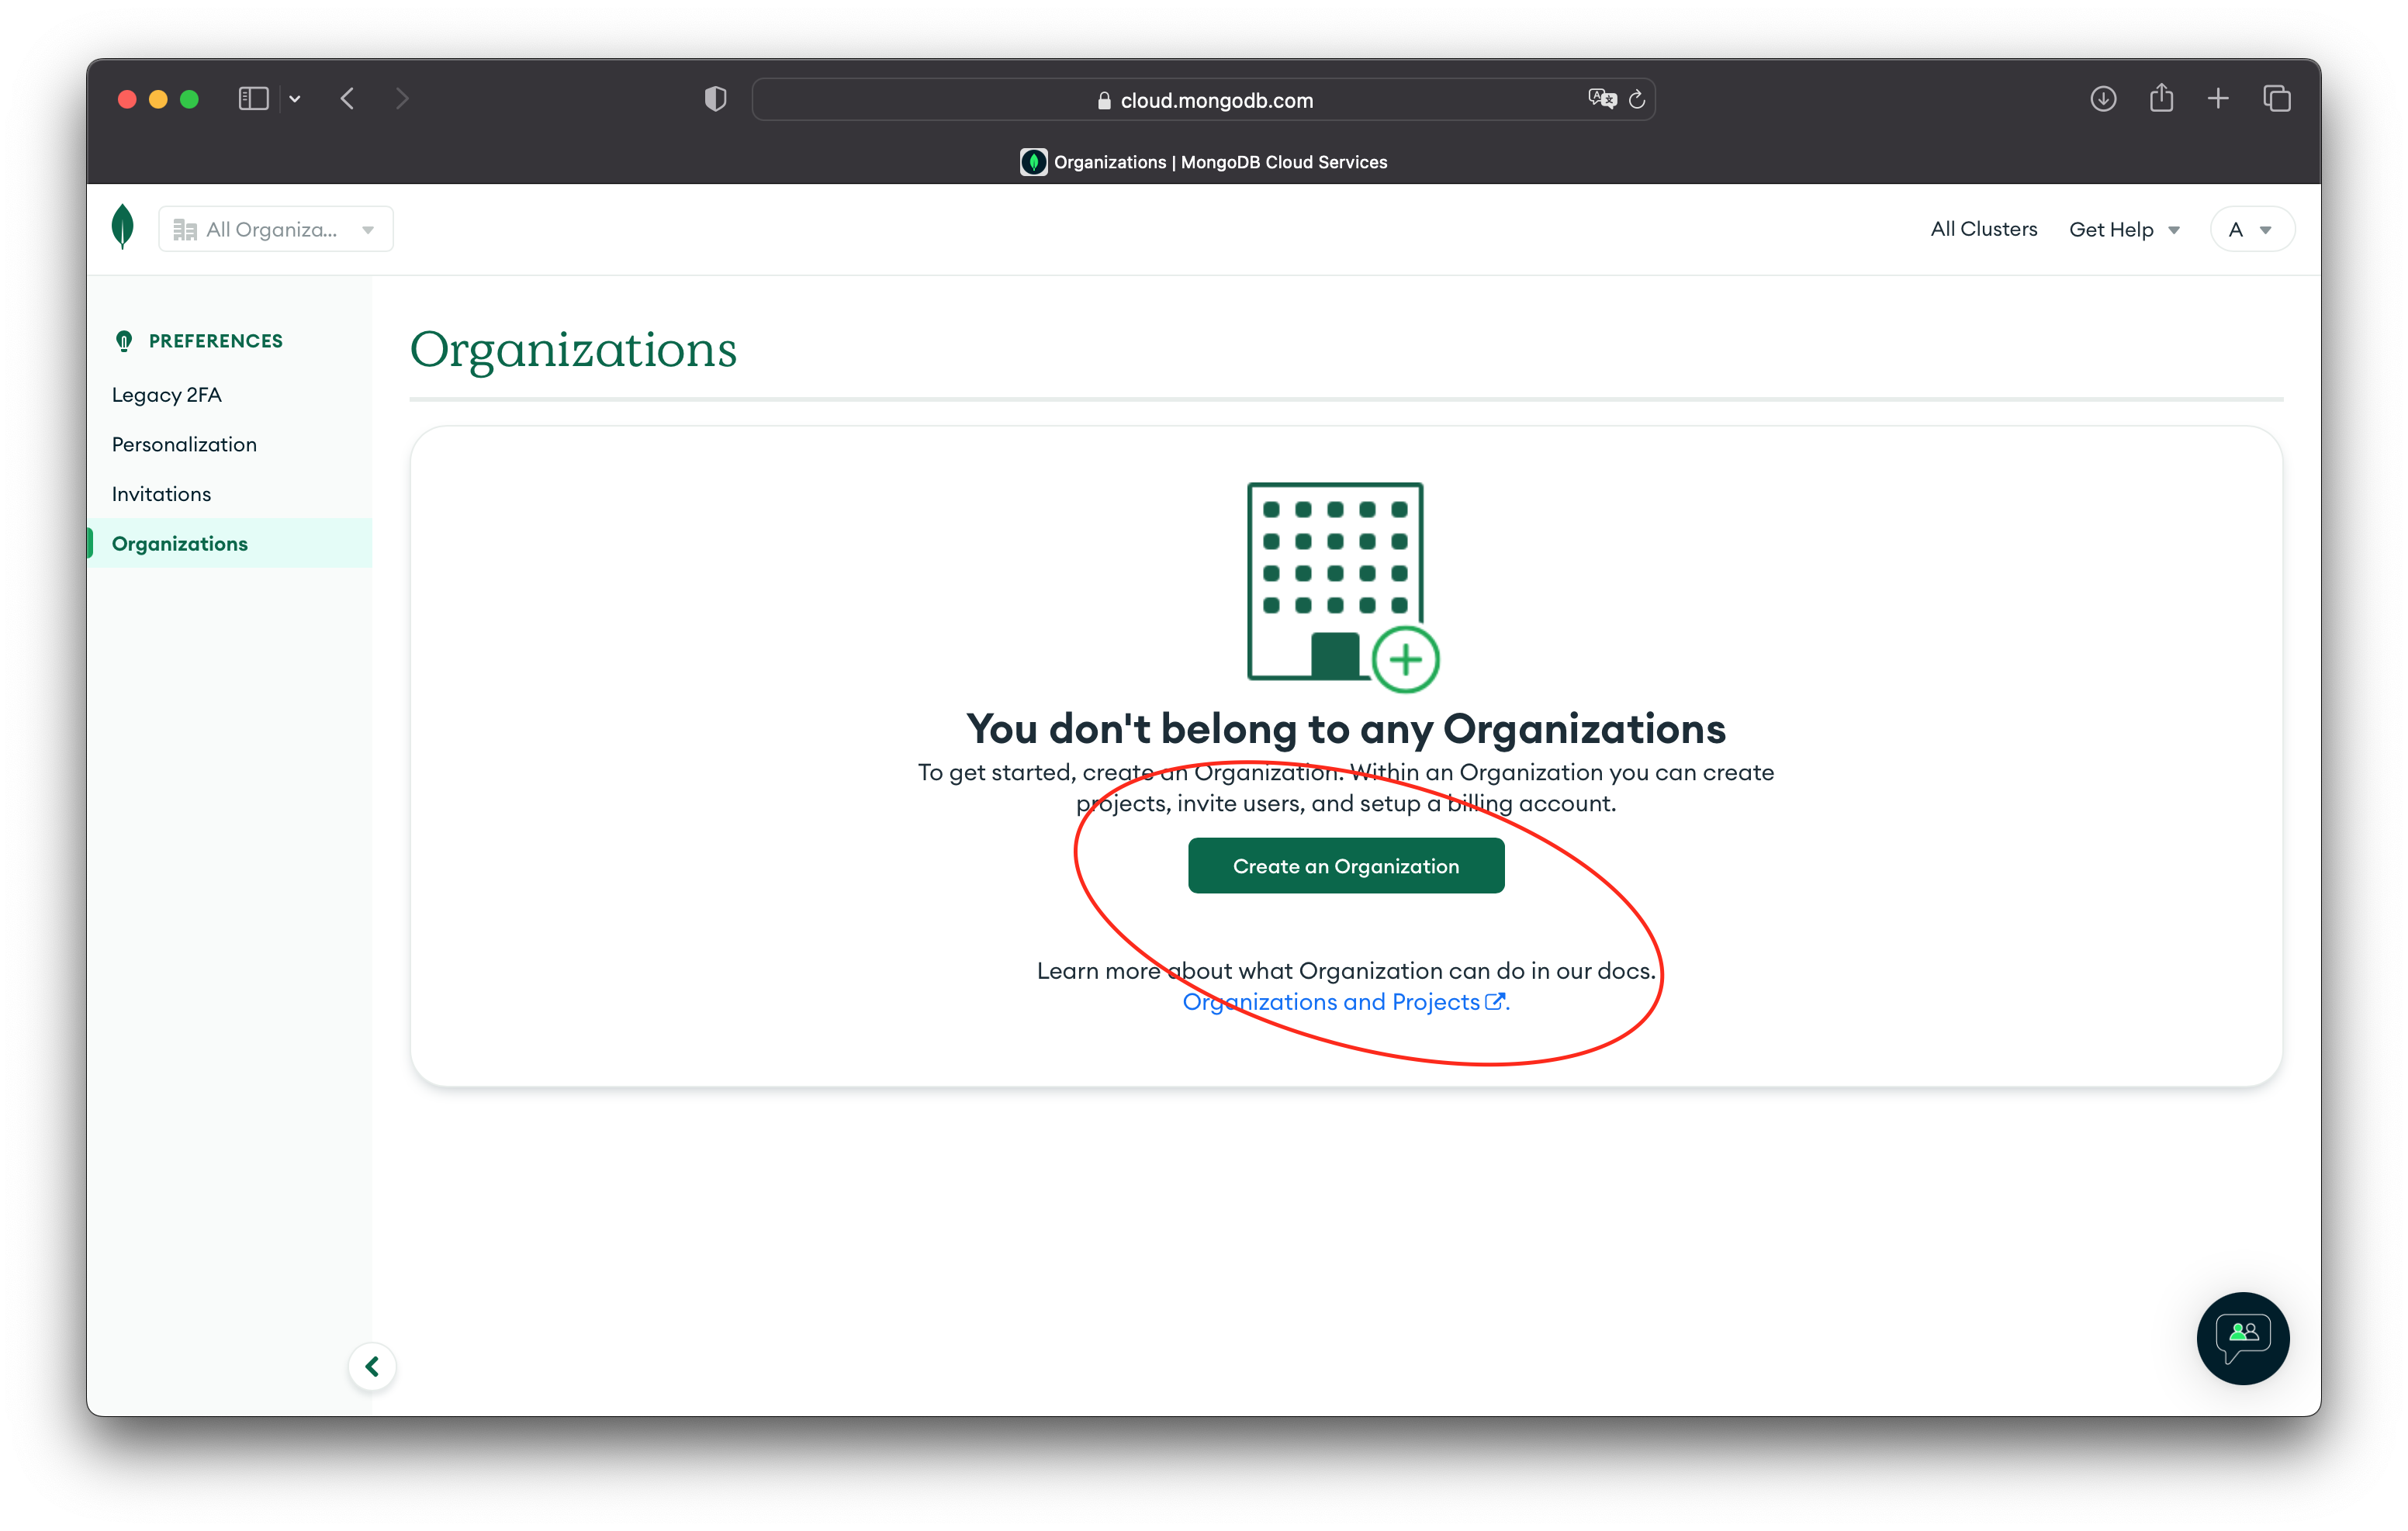 cloud.mongodb.com
Organizations | MongoDB Cloud Services
All Organiza...
All Clusters
Get Help
A
PREFERENCES
Legacy 2FA
Personalization
Invitations
Organizations
Organizations
You don't belong to any Organizations
To get started, create an Organization. Within an Organization you can create
projects, invite users, and setup a billing account.
Create an Organization
Learn more about what Organization can do in our docs.
Organizations and Projects.